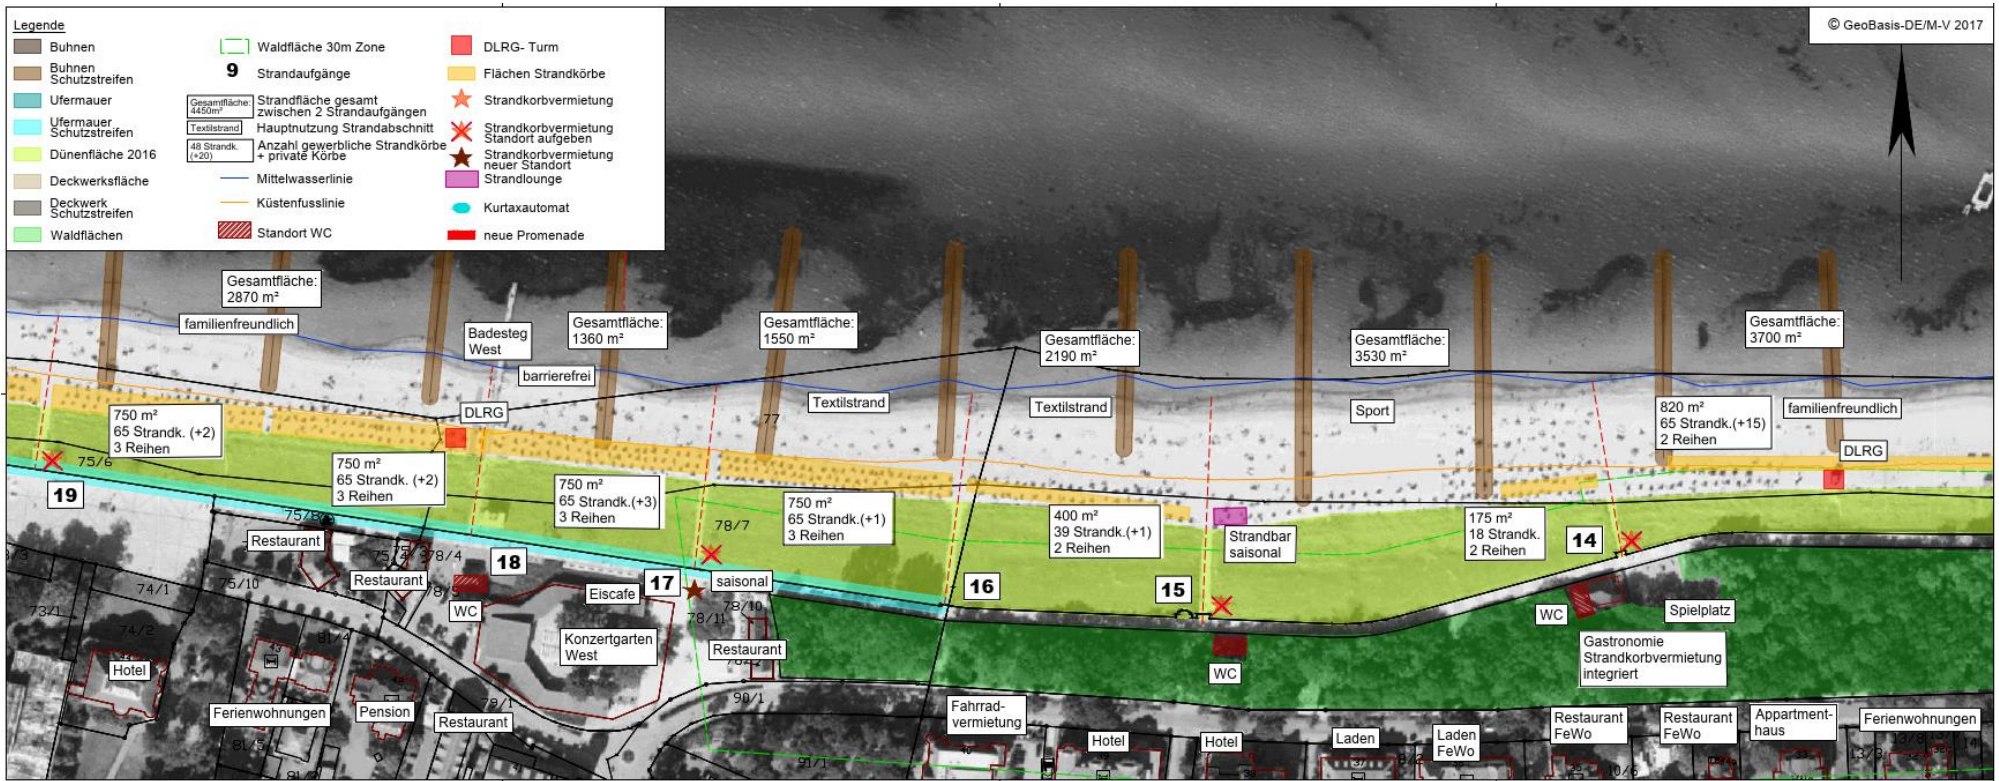 Legende
Buhnen
Buhnen
Schutzstreifen
Ufermauer
Ufermauer
Schutzstreifen
Dünenfläche 2016
Deckwerksfläche
Deckwerk
Schutzstreifen
Waldflächen
Waldfläche 30m Zone
9
Strandaufgänge
Gesamtfläche:
4450m²
Strandfläche gesamt
zwischen 2 Strandaufgängen
Textilstrand
Hauptnutzung Strandabschnitt
48 Strandk.
(+20)
Anzahl gewerbliche Strandkörbe
+ private Körbe
Mittelwasserlinie
Küstenfusslinie
Standort WC
DLRG- Turm
Flächen Strandkörbe
Strandkorbvermietung
Strandkorbvermietung
Standort aufgeben
Strandkorbvermietung
neuer Standort
Strandlounge
Kurtaxautomat
neue Promenade
© GeoBasis-DE/M-V 2017
Gesamtfläche:
2870 m²
familienfreundlich
Badesteg
West
Gesamtfläche:
1360 m²
barrierefrei
Gesamtfläche:
1550 m²
Textilstrand
Gesamtfläche:
2190 m²
Textilstrand
Gesamtfläche:
3530 m²
Sport
Gesamtfläche:
3700 m²
familienfreundlich
750 m²
65 Strandk. (+2)
3 Reihen
DLRG
77
820 m²
65 Strandk.(+15)
2 Reihen
DLRG
75/6
19
750 m²
65 Strandk. (+2)
3 Reihen
750 m²
65 Strandk.(+3)
3 Reihen
750 m²
65 Strandk.(+1)
3 Reihen
78/7
400 m²
39 Strandk.(+1)
2 Reihen
Strandbar
saisonal
175 m²
18 Strandk.
2 Reihen
14
75/8
Restaurant
78/4
18
Restaurant
75/10
74/1
73/1
74/2
WC
Eiscafe
17
saisonal
78/10
78/11
16
15
WC
Spielplatz
Konzertgarten
West
Restaurant
WC
Gastronomie
Strandkorbvermietung
integriert
Hotel
81/4
Ferienwohnungen
Pension
79/1
Restaurant
90/1
91/1
Fahrrad-
vermietung
Hotel
Hotel
Laden
Laden
FeWo
Restaurant
FeWo
Restaurant
FeWo
Appartment-
haus
Ferienwohnungen
10/6
13/3